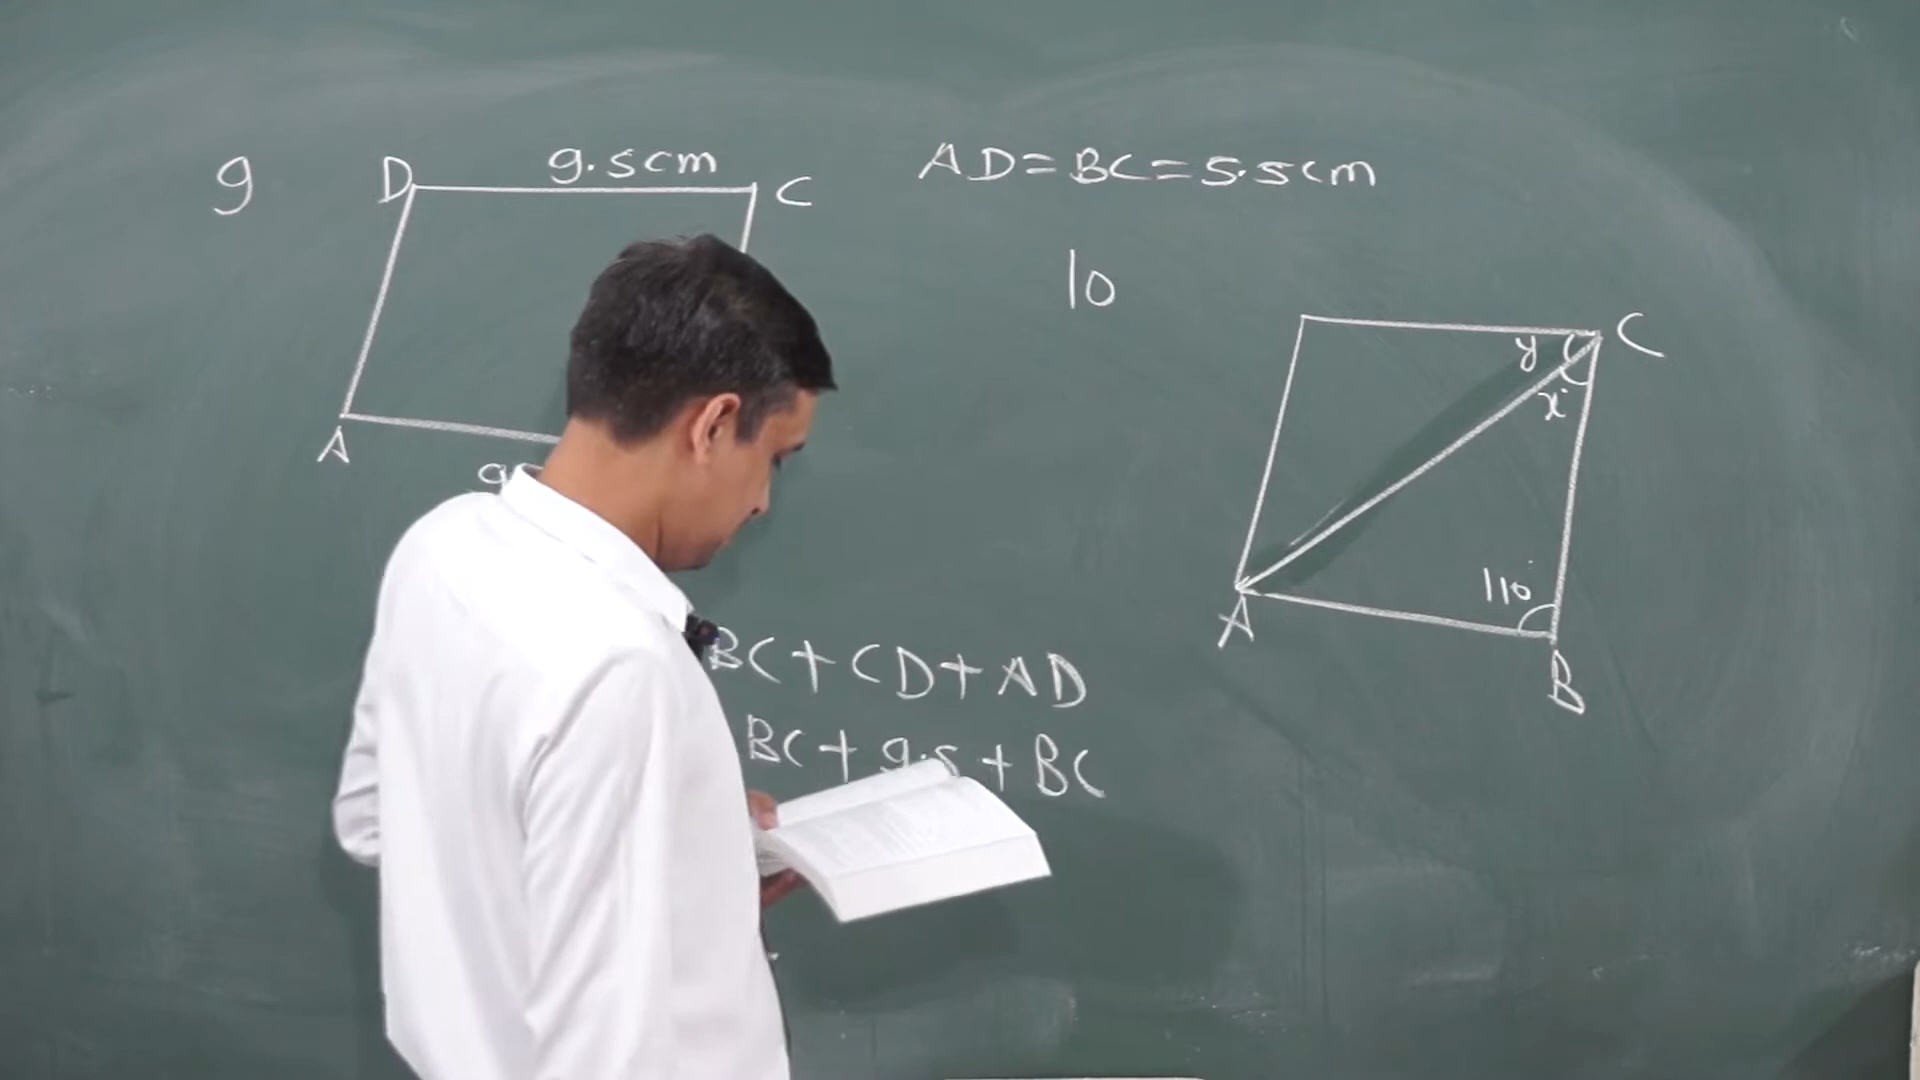 9
D 9.5cm C
A
AD=BC=5.5cm
BC+CD+AD
BC+9.5+BC
10
C
y
x°
110°
A
B